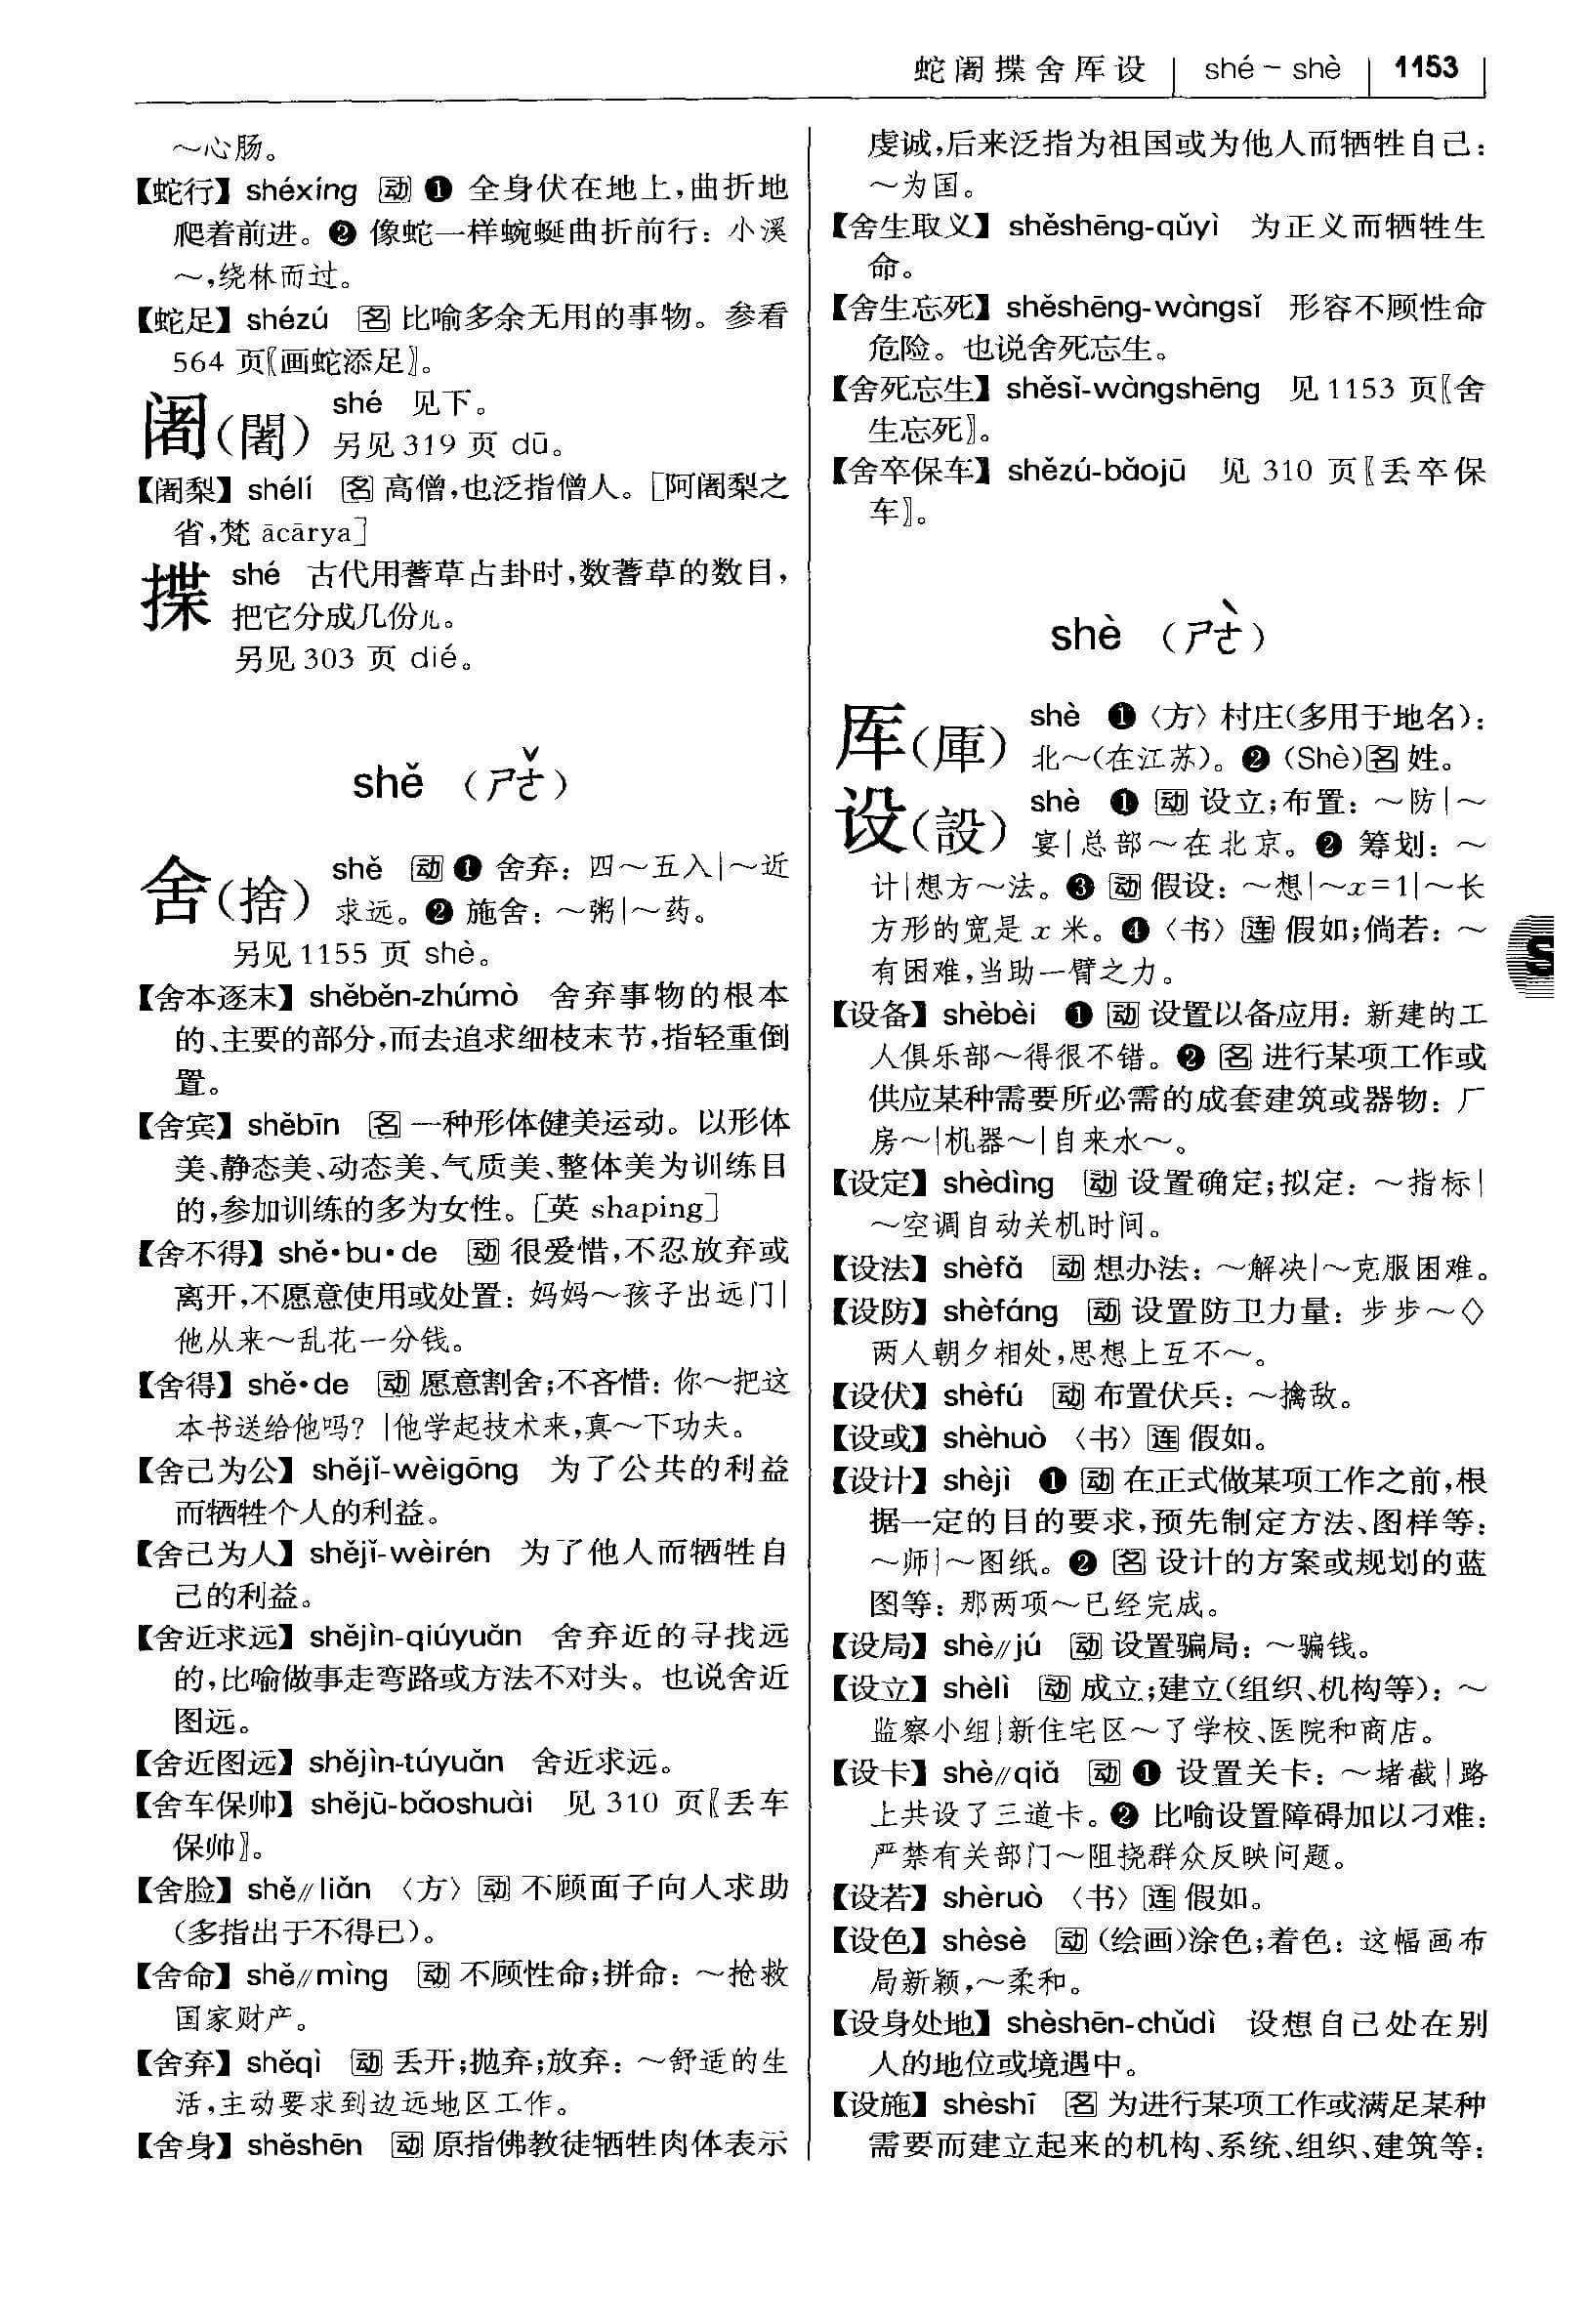 蛇阇揲舍厍设 | shé－shè | 1153
～心肠。
【蛇行】 shéxíng 动 ❶ 全身伏在地上，曲折地
爬着前进。❷ 像蛇一样蜿蜒曲折前行：小溪
～，绕林而过。
【蛇足】 shézú 名 比喻多余无用的事物。参看
564 页〖画蛇添足〗。
阇（闍） shé 见下。
另见 319 页 dū。
【阇梨】 shélí 名 高僧，也泛指僧人。［阿阇梨之
省，梵 ācārya］
揲 shé 古代用蓍草占卦时，数蓍草的数目，
把它分成几份儿。
另见 303 页 dié。
shě （ㄕㄜˇ）
舍（捨） shě 动 ❶ 舍弃：四～五入|～近
求远。❷ 施舍：～粥|～药。
另见 1155 页 shè。
【舍本逐末】 shěběn-zhúmò 舍弃事物的根本
的、主要的部分，而去追求细枝末节，指轻重倒
置。
【舍宾】 shěbīn 名 一种形体健美运动。以形体
美、静态美、动态美、气质美、整体美为训练目
的，参加训练的多为女性。［英 shaping］
【舍不得】 shě·bu·de 动 很爱惜，不忍放弃或
离开，不愿意使用或处置：妈妈～孩子出远门|
他从来～乱花一分钱。
【舍得】 shě·de 动 愿意割舍；不吝惜：你～把这
本书送给他吗？|他学起技术来，真～下功夫。
【舍己为公】 shějǐ-wèigōng 为了公共的利益
而牺牲个人的利益。
【舍己为人】 shějǐ-wèirén 为了他人而牺牲自
己的利益。
【舍近求远】 shějìn-qiúyuǎn 舍弃近的寻找远
的，比喻做事走弯路或方法不对头。也说舍近
图远。
【舍近图远】 shějìn-túyuǎn 舍近求远。
【舍车保帅】 shějū-bǎoshuài 见 310 页〖丢车
保帅〗。
【舍脸】 shě//liǎn 〈方〉动 不顾面子向人求助
（多指出于不得已）。
【舍命】 shě//mìng 动 不顾性命；拼命：～抢救
国家财产。
【舍弃】 shěqì 动 丢开；抛弃；放弃：～舒适的生
活，主动要求到边远地区工作。
【舍身】 shěshēn 动 原指佛教徒牺牲肉体表示
虔诚，后来泛指为祖国或为他人而牺牲自己：
～为国。
【舍生取义】 shěshēng-qǔyì 为正义而牺牲生
命。
【舍生忘死】 shěshēng-wàngsǐ 形容不顾性命
危险。也说舍死忘生。
【舍死忘生】 shěsǐ-wàngshēng 见 1153 页〖舍
生忘死〗。
【舍卒保车】 shězú-bǎojū 见 310 页〖丢卒保
车〗。
shè （ㄕㄜˋ）
厍（厙） shè ❶〈方〉村庄（多用于地名）：
北～（在江苏）。❷ （Shè）名 姓。
设（設） shè ❶ 动 设立；布置：～防|～
宴|总部～在北京。❷ 筹划：～
计|想方～法。❸ 动 假设：～想|～x＝1|～长
方形的宽是 x 米。❹〈书〉连 假如；倘若：～
有困难，当助一臂之力。
【设备】 shèbèi ❶ 动 设置以备应用：新建的工
人俱乐部～得很不错。❷ 名 进行某项工作或
供应某种需要所必需的成套建筑或器物：厂
房～|机器～|自来水～。
【设定】 shèdìng 动 设置确定；拟定：～指标|
～空调自动关机时间。
【设法】 shèfǎ 动 想办法：～解决|～克服困难。
【设防】 shèfáng 动 设置防卫力量：步步～◇
两人朝夕相处，思想上互不～。
【设伏】 shèfú 动 布置伏兵：～擒敌。
【设或】 shèhuò 〈书〉连 假如。
【设计】 shèjì ❶ 动 在正式做某项工作之前，根
据一定的目的要求，预先制定方法、图样等：
～师|～图纸。❷ 名 设计的方案或规划的蓝
图等：那两项～已经完成。
【设局】 shè//jú 动 设置骗局：～骗钱。
【设立】 shèlì 动 成立；建立（组织、机构等）：～
监察小组|新住宅区～了学校、医院和商店。
【设卡】 shè//qiǎ 动 ❶ 设置关卡：～堵截|路
上共设了三道卡。❷ 比喻设置障碍加以刁难：
严禁有关部门～阻挠群众反映问题。
【设若】 shèruò 〈书〉连 假如。
【设色】 shèsè 动 （绘画）涂色；着色：这幅画布
局新颖，～柔和。
【设身处地】 shèshēn-chǔdì 设想自己处在别
人的地位或境遇中。
【设施】 shèshī 名 为进行某项工作或满足某种
需要而建立起来的机构、系统、组织、建筑等：
S